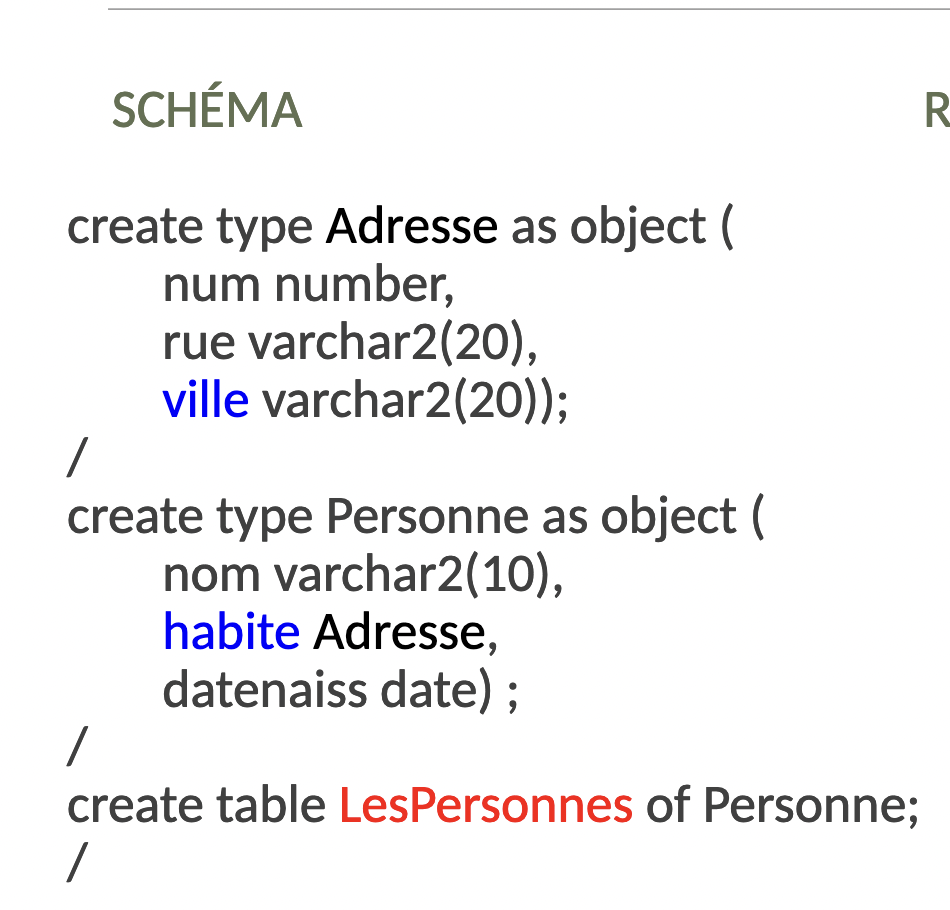 SCHÉMA R
create type Adresse as object (
num number,
rue varchar2(20),
ville varchar2(20));
/
create type Personne as object (
nom varchar2(10),
habite Adresse,
datenaiss date) ;
/
create table LesPersonnes of Personne;
/